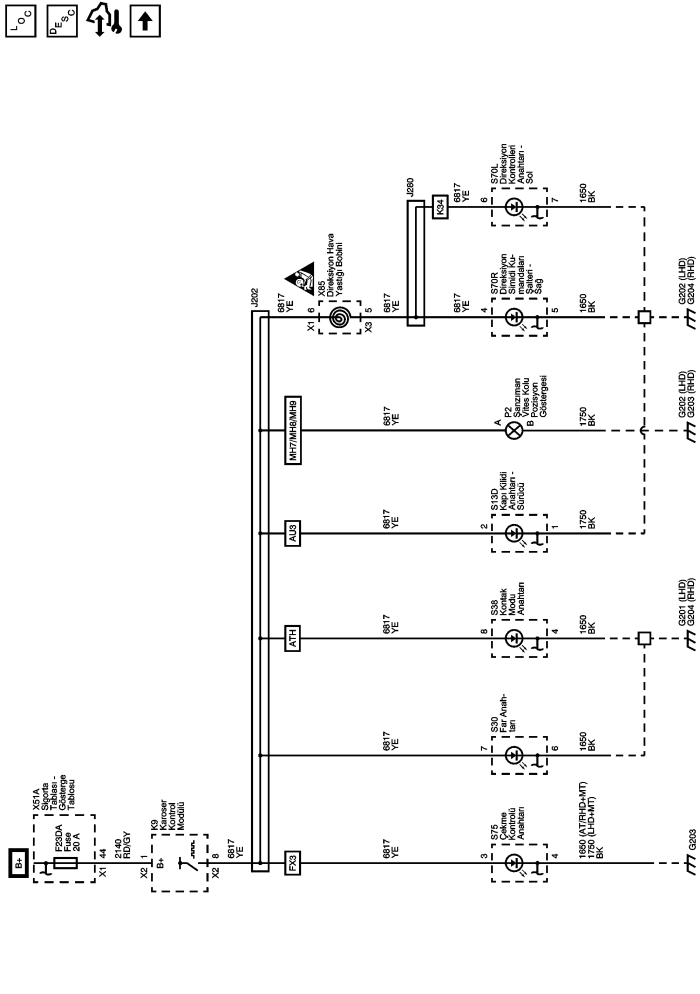 LOC
DESC
B+
X51A
Sigorta
Tablası -
Gösterge
Tablosu
F23DA
Fuse
20 A
44
X1
2140
RD/GY
1
X2
K9
Karoser
Kontrol
Modülü
B+
8
X2
6817
YE
J202
FX3
6817
YE
3
S75
Çekme
Kontrolü
Anahtarı
4
1650 (AT/RHD+MT)
1750 (LHD+MT)
BK
G203
6817
YE
7
S30
Far Anah-
tarı
6
1650
BK
ATH
6817
YE
8
S38
Kontak
Modu
Anahtarı
4
1650
BK
G201 (LHD)
G204 (RHD)
AU3
6817
YE
2
S13D
Kapı Kilidi
Anahtarı -
Sürücü
1
1750
BK
MH7/MH8/MH9
6817
YE
A
P2
Şanzıman
Vites Kolu
Pozisyon
Göstergesi
B
1750
BK
G202 (LHD)
G203 (RHD)
6817
YE
6
X1
X85
Direksiyon Hava
Yastığı Bobini
5
X3
6817
YE
J280
6817
YE
4
S70R
Direksiyon
Simidi Ku-
mandaları
Şalteri -
Sağ
5
1650
BK
G202 (LHD)
G204 (RHD)
K34
6817
YE
6
S70L
Direksiyon
Kontrolleri
Anahtarı -
Sol
7
1650
BK